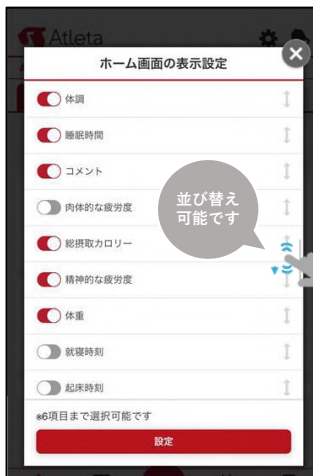 Atleta
ホーム画面の表示設定
体調
睡眠時間
コメント
肉体的な疲労度
並び替え
可能です
総摂取カロリー
精神的な疲労度
体重
就寝時刻
起床時刻
※6項目まで選択可能です
設定